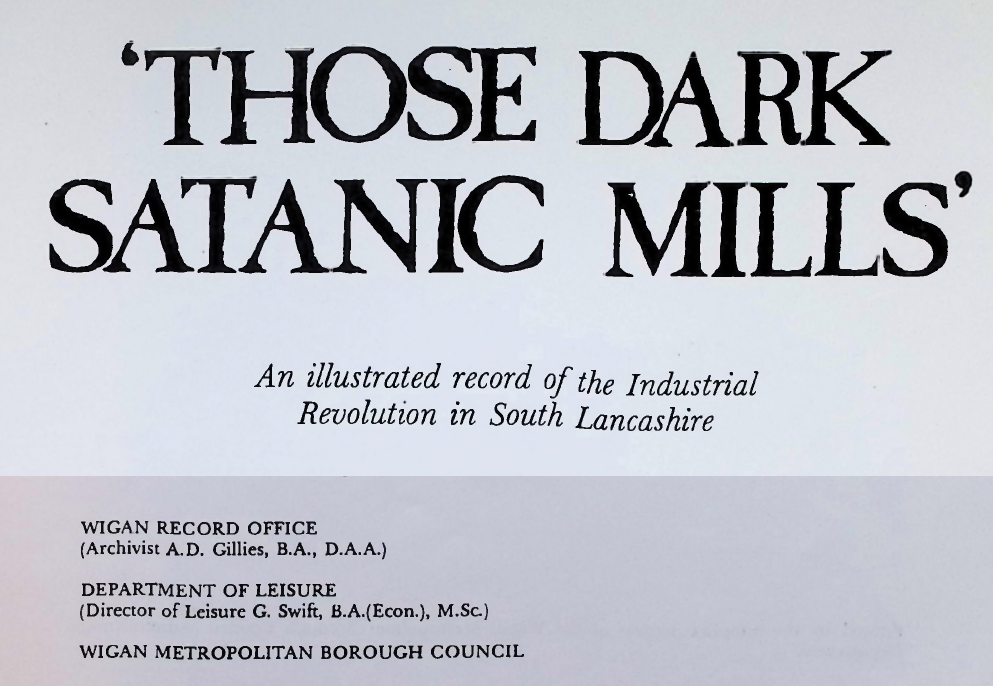 ‘THOSE DARK
SATANIC MILLS’
An illustrated record of the Industrial
Revolution in South Lancashire
WIGAN RECORD OFFICE
(Archivist A.D. Gillies, B.A., D.A.A.)
DEPARTMENT OF LEISURE
(Director of Leisure G. Swift, B.A.(Econ.), M.Sc.)
WIGAN METROPOLITAN BOROUGH COUNCIL